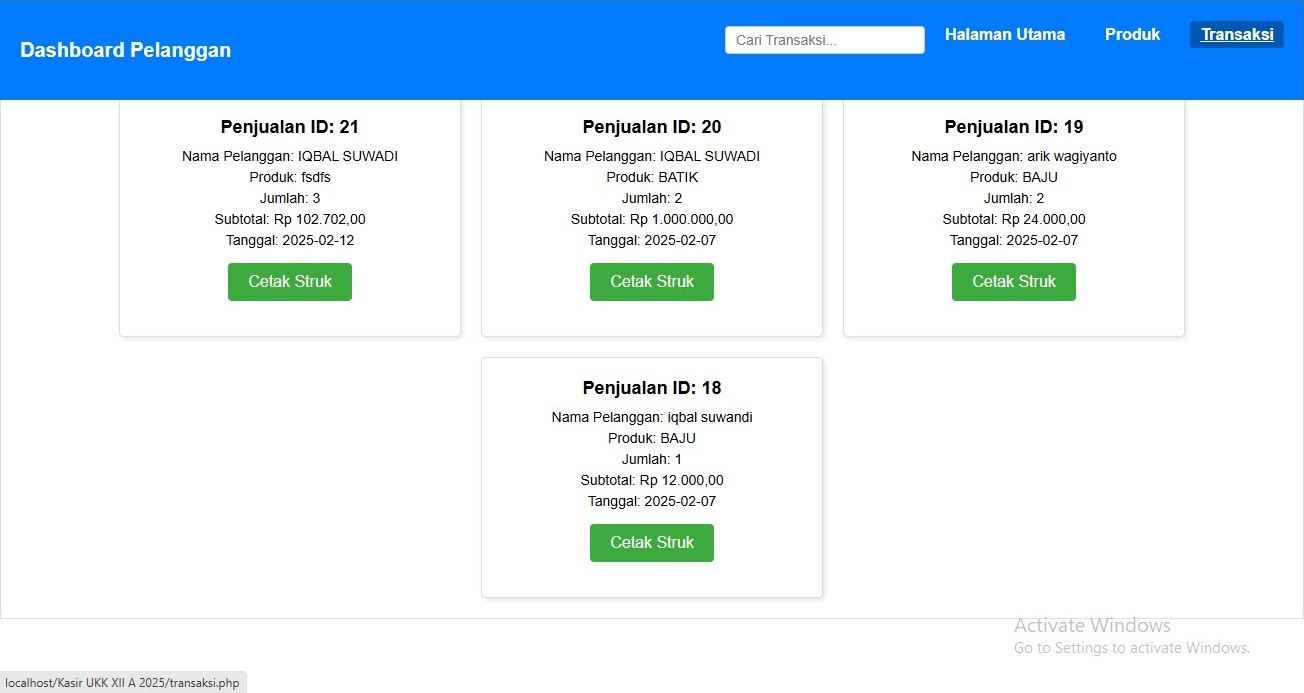 Dashboard Pelanggan
Cari Transaksi...
Halaman Utama
Produk
Transaksi
Penjualan ID: 21
Nama Pelanggan: IQBAL SUWADI
Produk: fsdfs
Jumlah: 3
Subtotal: Rp 102.702,00
Tanggal: 2025-02-12
Cetak Struk
Penjualan ID: 20
Nama Pelanggan: IQBAL SUWADI
Produk: BATIK
Jumlah: 2
Subtotal: Rp 1.000.000,00
Tanggal: 2025-02-07
Cetak Struk
Penjualan ID: 19
Nama Pelanggan: arik wagiyanto
Produk: BAJU
Jumlah: 2
Subtotal: Rp 24.000,00
Tanggal: 2025-02-07
Cetak Struk
Penjualan ID: 18
Nama Pelanggan: iqbal suwandi
Produk: BAJU
Jumlah: 1
Subtotal: Rp 12.000,00
Tanggal: 2025-02-07
Cetak Struk
Activate Windows
Go to Settings to activate Windows.
localhost/Kasir UKK XII A 2025/transaksi.php